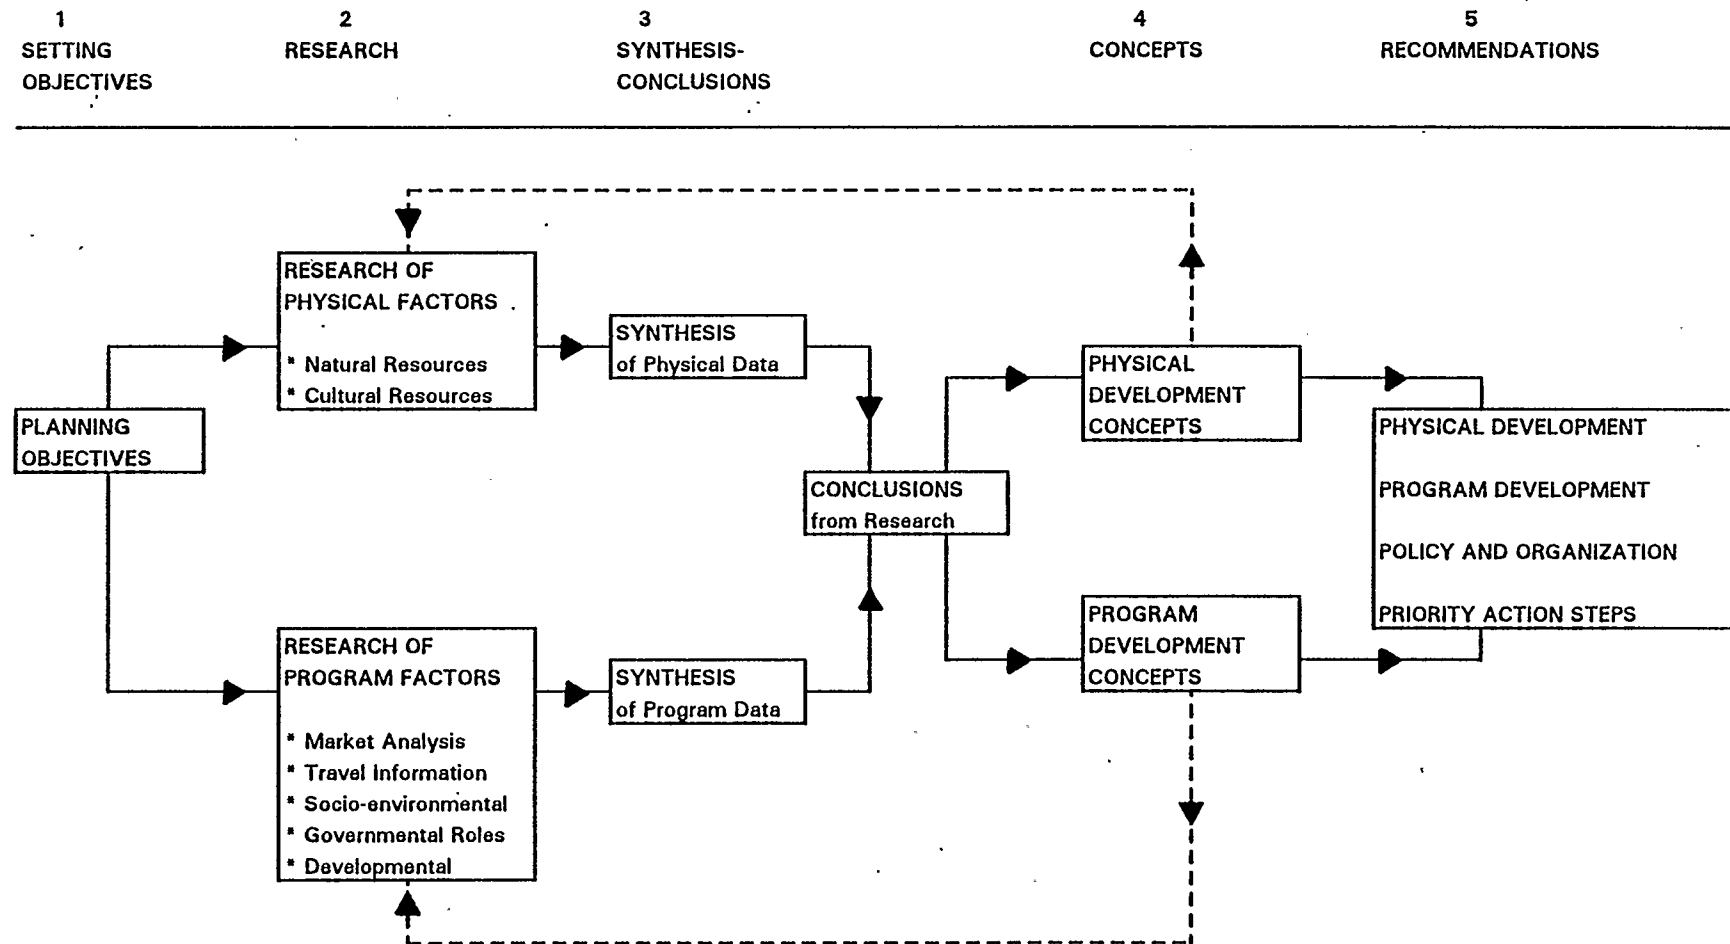 1
SETTING
OBJECTIVES
2
RESEARCH
3
SYNTHESIS-
CONCLUSIONS
4
CONCEPTS
5
RECOMMENDATIONS
PLANNING
OBJECTIVES
RESEARCH OF
PHYSICAL FACTORS
* Natural Resources
* Cultural Resources
RESEARCH OF
PROGRAM FACTORS
* Market Analysis
* Travel Information
* Socio-environmental
* Governmental Roles
* Developmental
SYNTHESIS
of Physical Data
SYNTHESIS
of Program Data
CONCLUSIONS
from Research
PHYSICAL
DEVELOPMENT
CONCEPTS
PROGRAM
DEVELOPMENT
CONCEPTS
PHYSICAL DEVELOPMENT
PROGRAM DEVELOPMENT
POLICY AND ORGANIZATION
PRIORITY ACTION STEPS